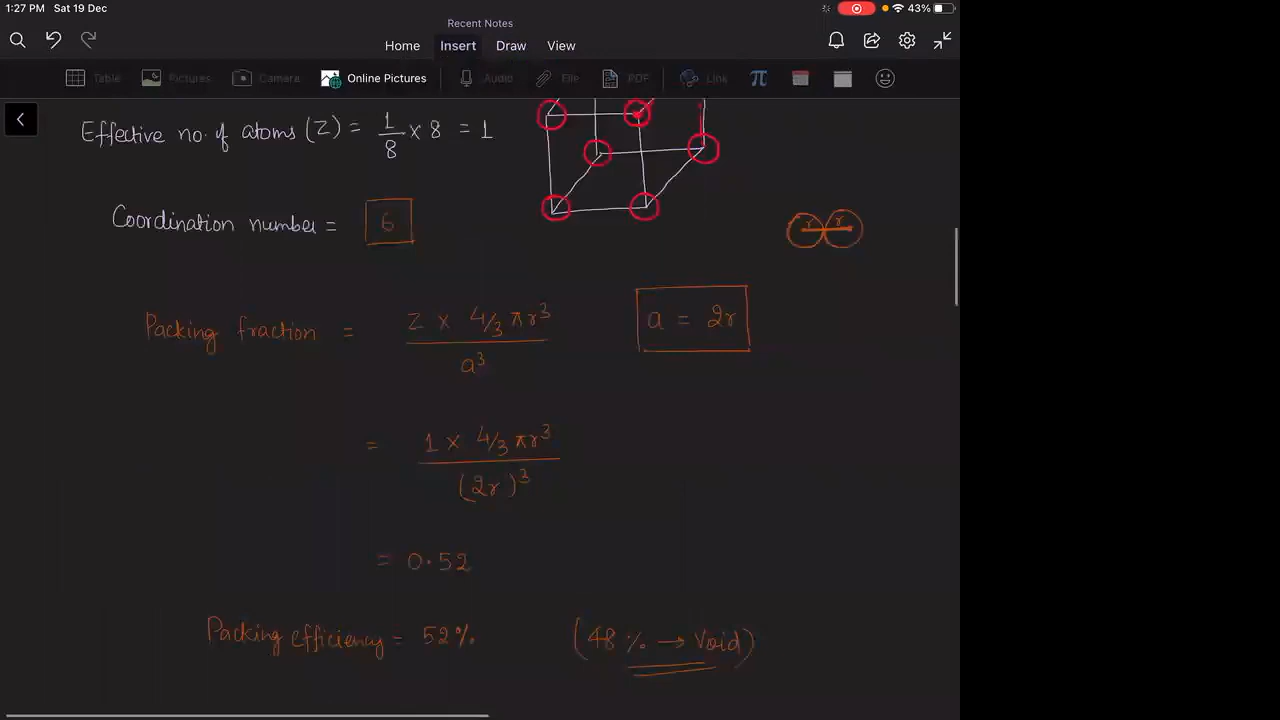 1:27 PM Sat 19 Dec
43%
Recent Notes
Home Insert Draw View
Table Pictures Camera Online Pictures Audio File PDF Link π
Effective no. of atoms (Z) = 1/8 × 8 = 1
Coordination number = 6
r r
Packing fraction = Z × 4/3 πr³ / a³
a = 2r
= 1 × 4/3 πr³ / (2r)³
= 0.52
Packing efficiency = 52% (48 % → Void)